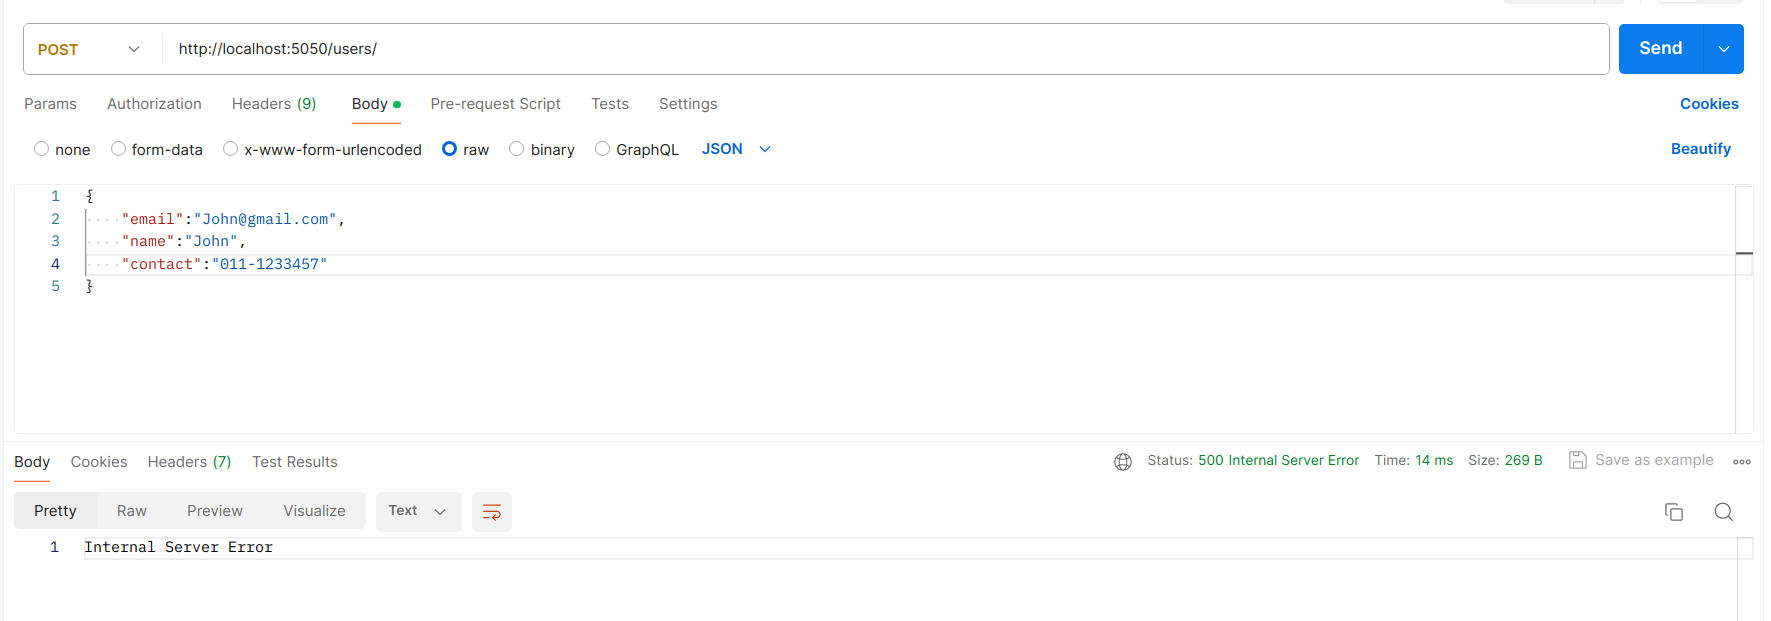 POST http://localhost:5050/users/ Send
Params Authorization Headers (9) Body Pre-request Script Tests Settings Cookies
none form-data x-www-form-urlencoded raw binary GraphQL JSON Beautify
1 {
2 "email":"John@gmail.com",
3 "name":"John",
4 "contact":"011-1233457"
5 }
Body Cookies Headers (7) Test Results Status: 500 Internal Server Error Time: 14 ms Size: 269 B Save as example
Pretty Raw Preview Visualize Text
1 Internal Server Error